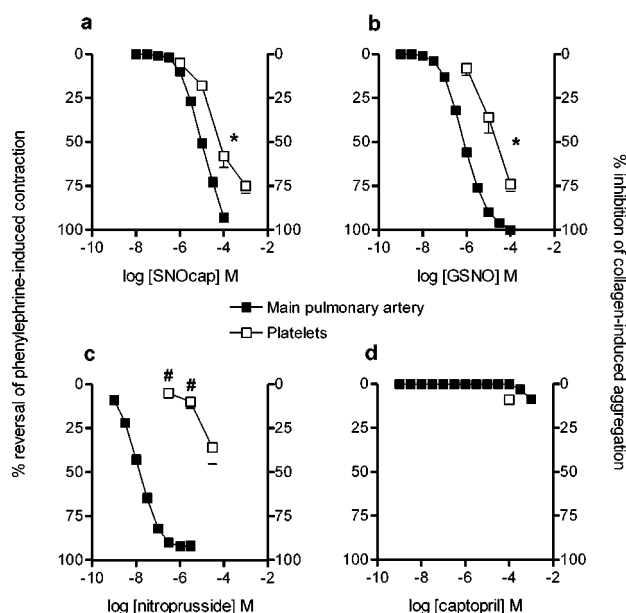 a
b
0 0 0 0
25 25 25 25
50 50 50 50
75 75 75 75
100 100 100 100
* *
-10 -8 -6 -4 -2 -10 -8 -6 -4 -2
log [SNOcap] M log [GSNO] M
% reversal of phenylephrine-induced contraction
% inhibition of collagen-induced aggregation
Main pulmonary artery
Platelets
c
d
# #
0 0 0 0
25 25 25 25
50 50 50 50
75 75 75 75
100 100 100 100
-10 -8 -6 -4 -2 -10 -8 -6 -4 -2
log [nitroprusside] M log [captopril] M